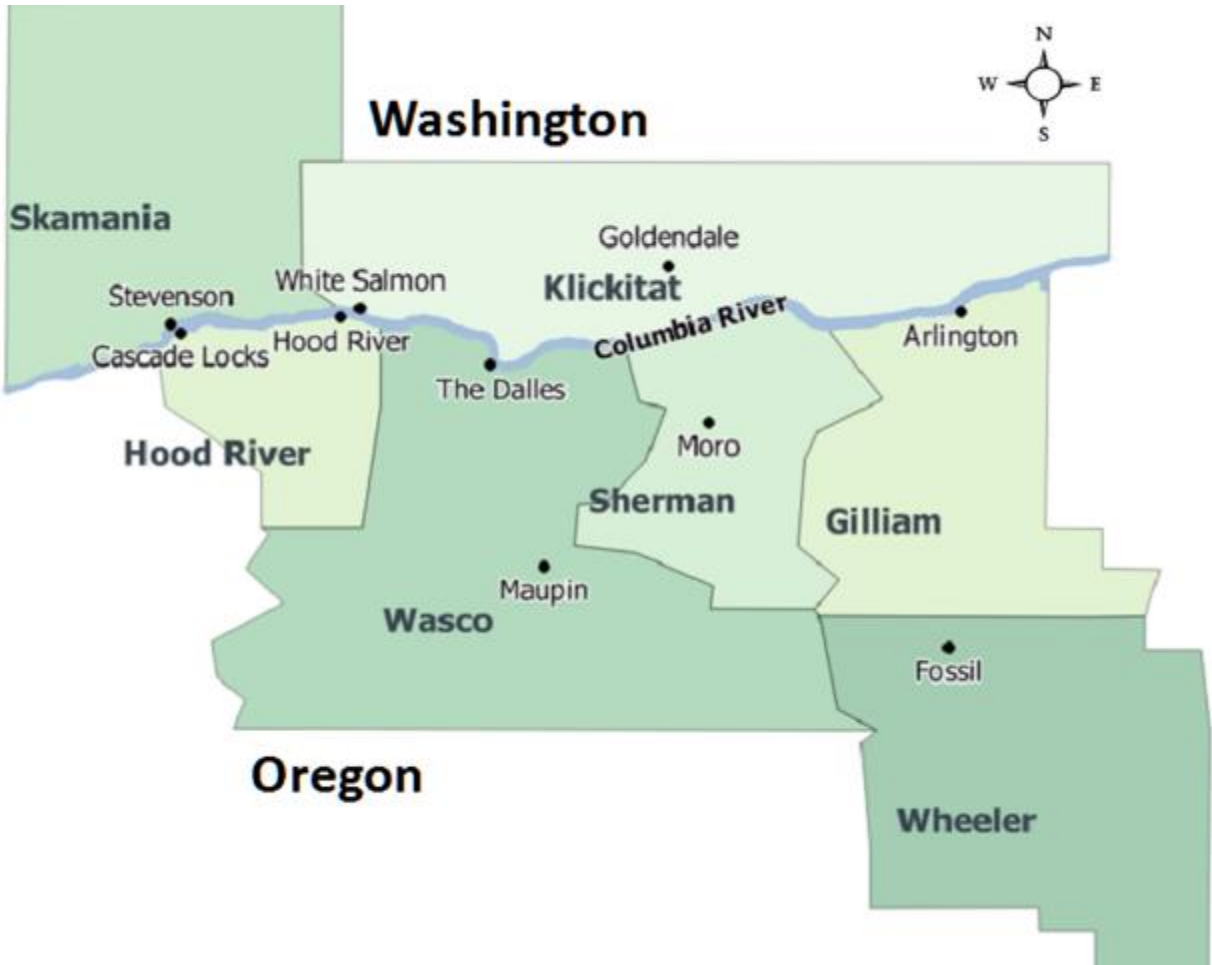 N
W E
S
Washington
Skamania
Goldendale
White Salmon
Klickitat
Stevenson
Columbia River
Hood River
Arlington
Cascade Locks
The Dalles
Moro
Hood River
Sherman
Gilliam
Maupin
Wasco
Fossil
Oregon
Wheeler